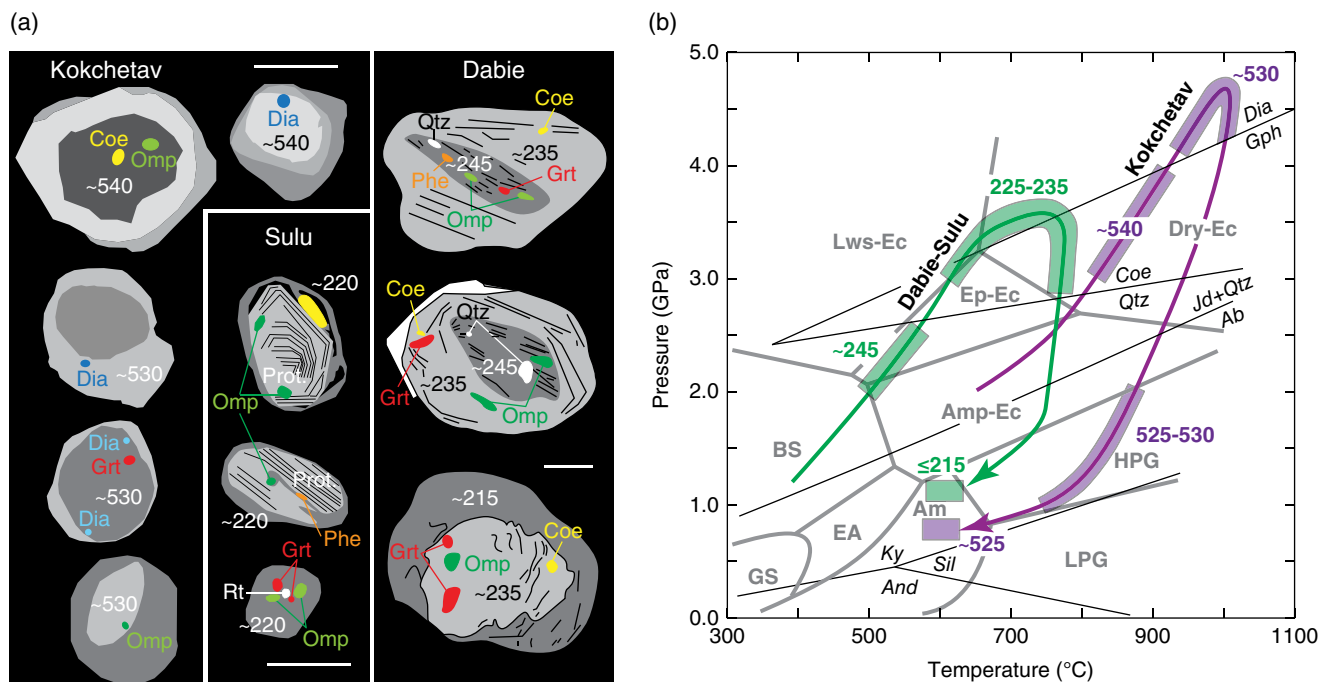 (a)
Kokchetav
Coe
Omp
~540
Dia
~540
Dia
~530
Dia
Grt
~530
Dia
~530
Omp
Sulu
~220
Prot.
Omp
Prot.
~220
Phe
Grt
Rt
~220
Omp
Dabie
Coe
Qtz
~245
~235
Phe
Grt
Omp
Coe
Qtz
~245
~235
Grt
Omp
~215
Coe
Grt
Omp
~235
(b)
5.0
4.0
3.0
2.0
1.0
0.0
Pressure (GPa)
300
500
700
900
1100
Temperature (°C)
~530
Kokchetav
Dia
Gph
225-235
Lws-Ec
~540
Dry-Ec
Dabie-Sulu
Ep-Ec
Coe
Qtz
Jd+Qtz
Ab
~245
Amp-Ec
BS
525-530
HPG
≤215
Am
EA
~525
Ky
Sil
And
LPG
GS